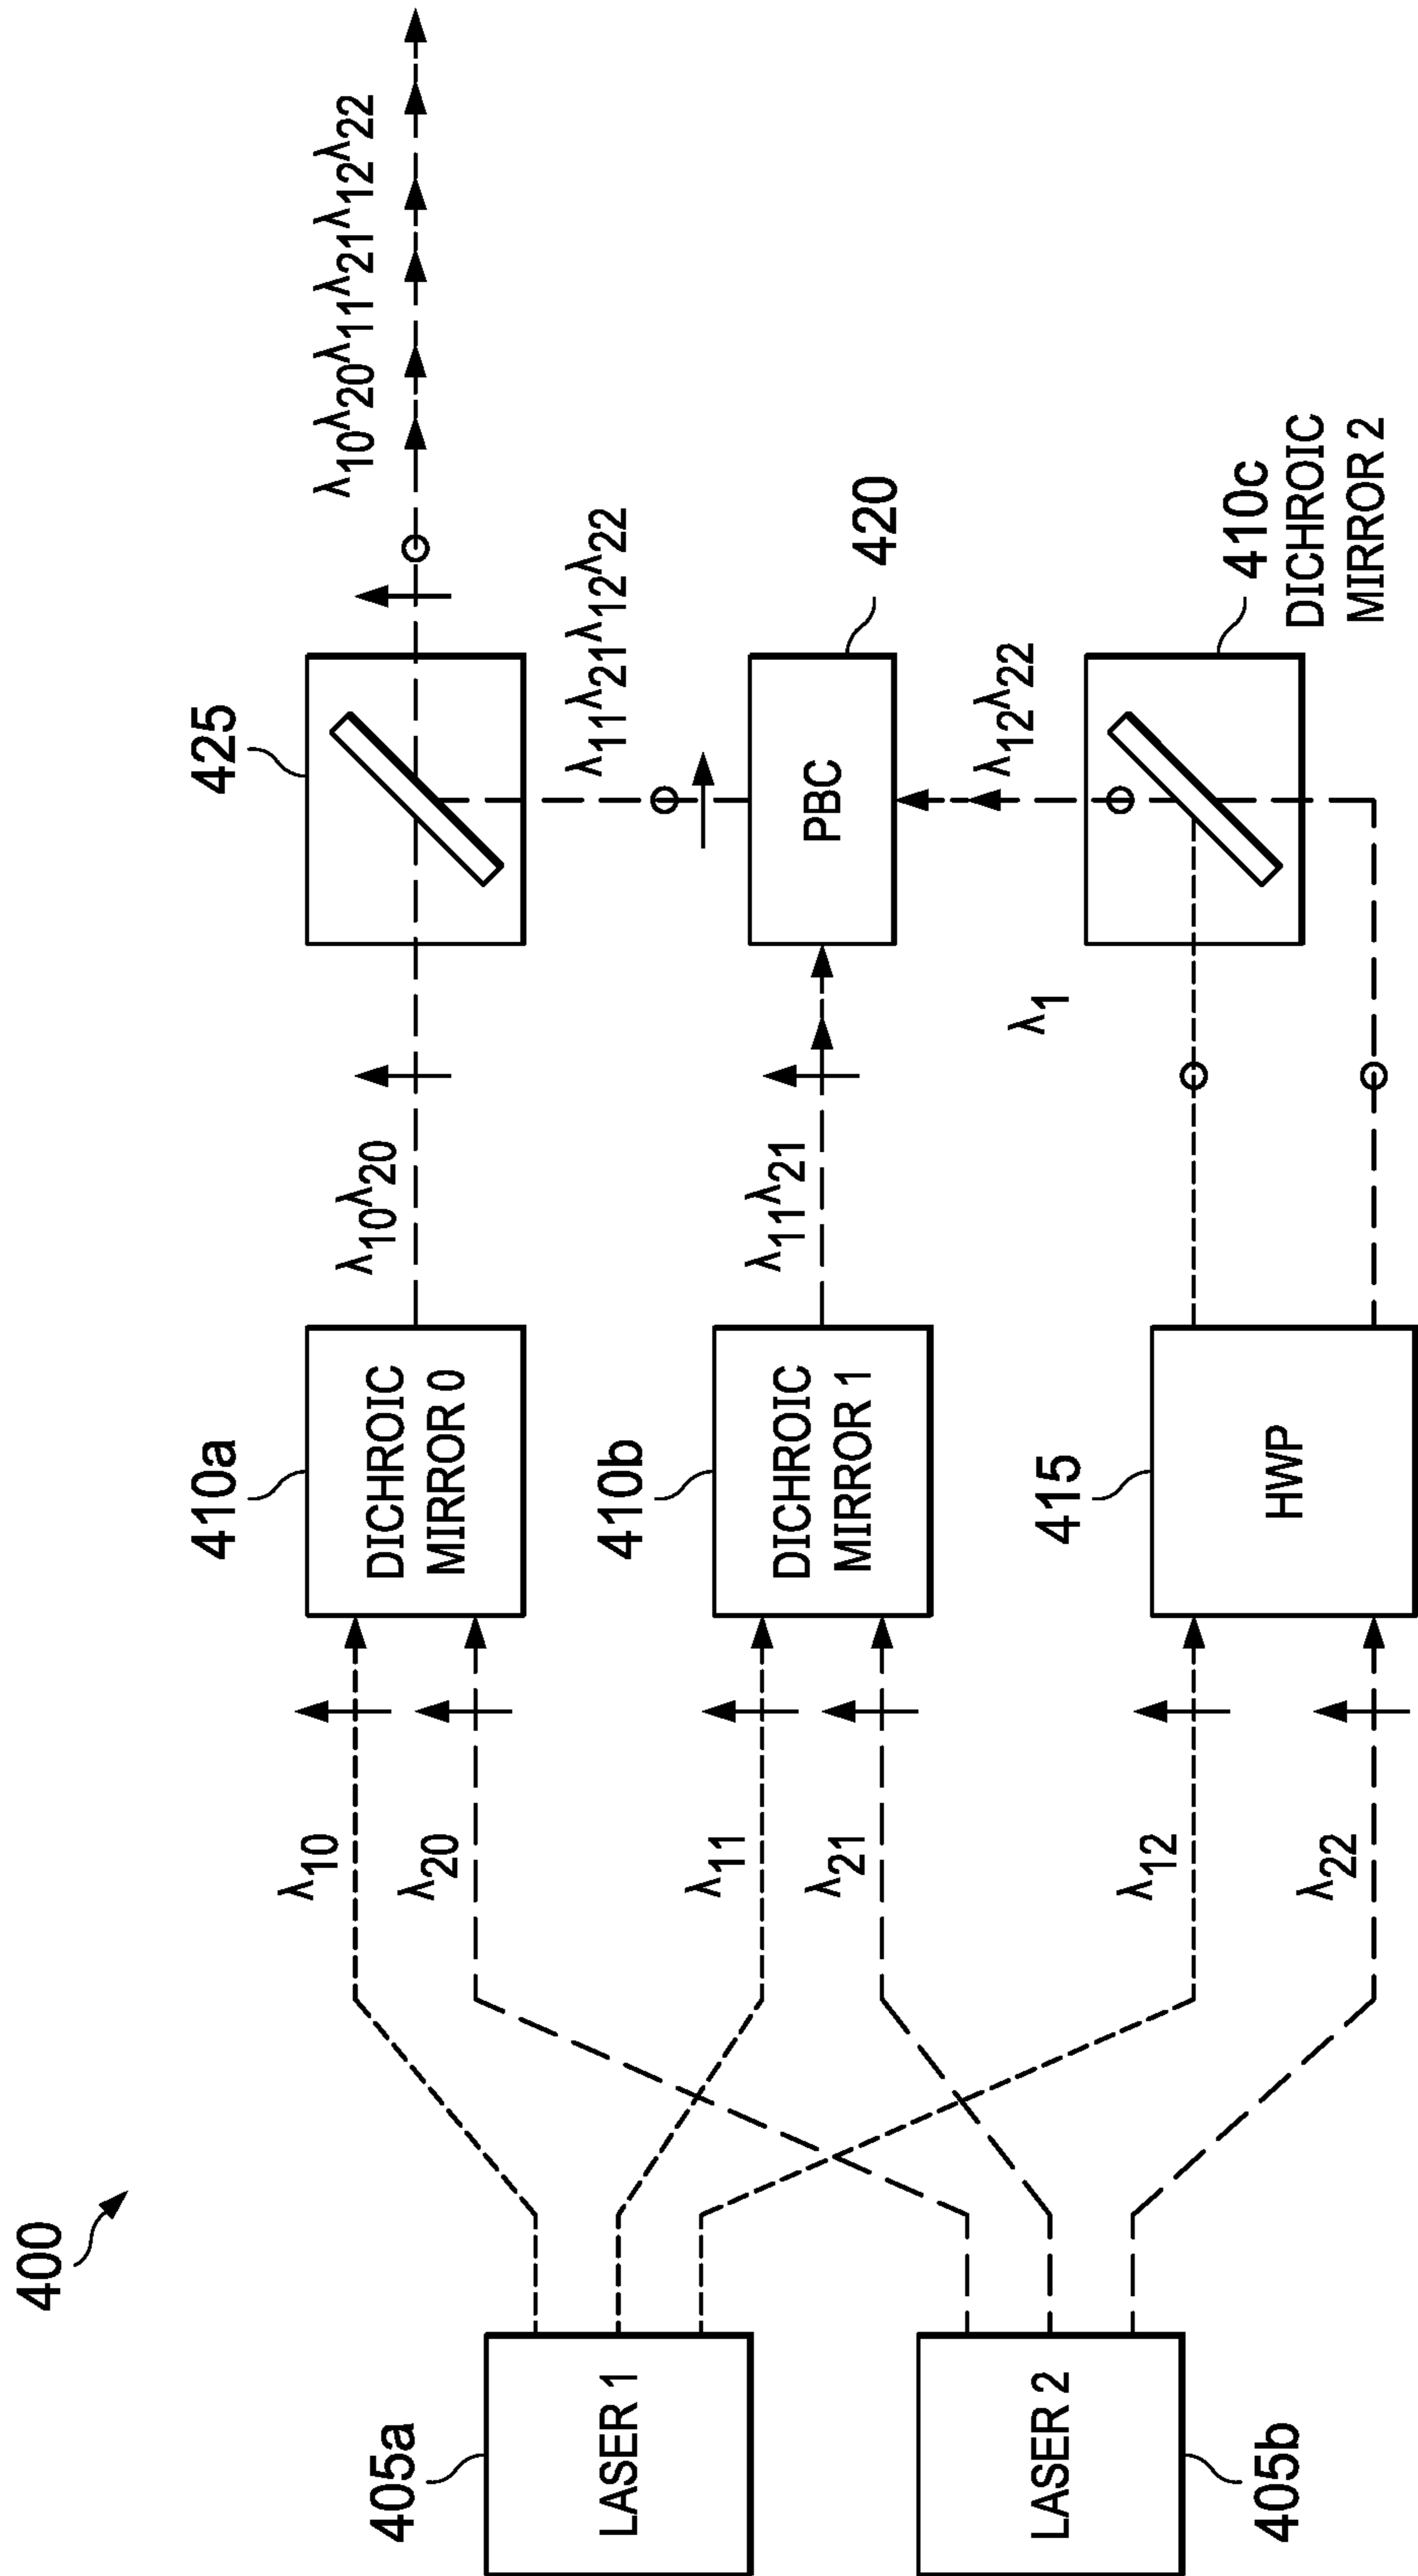 400
405a
LASER 1
LASER 2
405b
λ10
λ20
λ11
λ21
λ12
λ22
410a
DICHROIC
MIRROR 0
410b
DICHROIC
MIRROR 1
415
HWP
λ10λ20
λ11λ21
λ1
425
PBC
420
λ12λ22
λ11λ21λ12λ22
410c
DICHROIC
MIRROR 2
λ10λ20λ11λ21λ12λ22